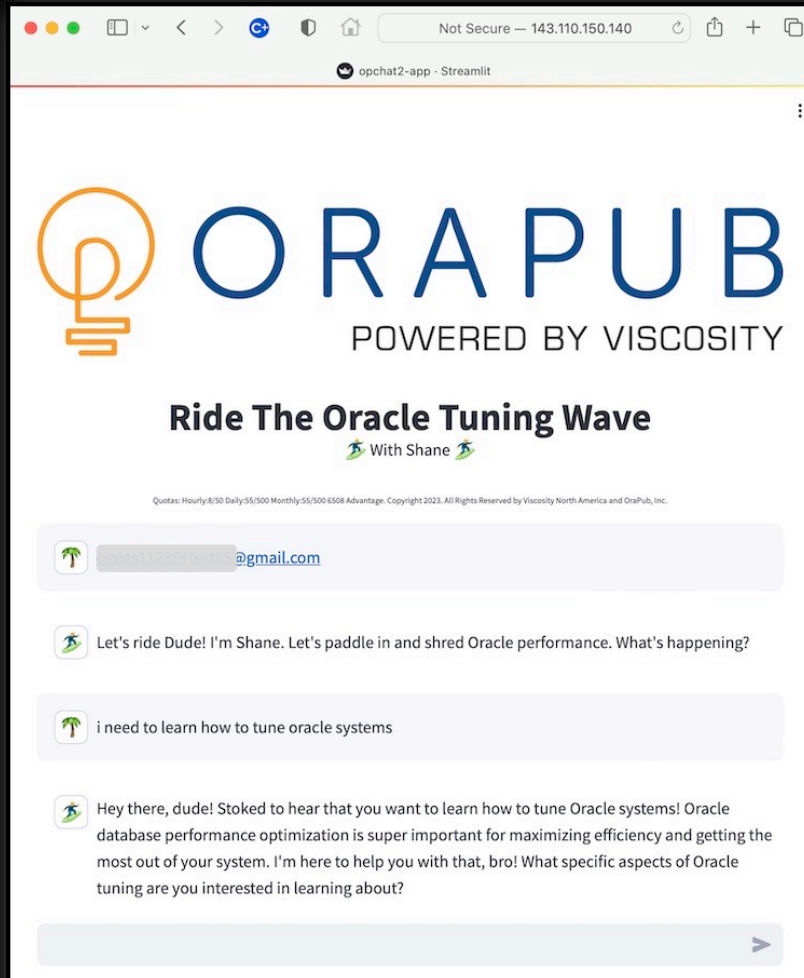 Not Secure — 143.110.150.140
opchat2-app · Streamlit
ORAPUB
POWERED BY VISCOSITY
Ride The Oracle Tuning Wave
With Shane
Quotas: Hourly:8/50 Daily:55/500 Monthly:55/500 6508 Advantage. Copyright 2023. All Rights Reserved by Viscosity North America and OraPub, Inc.
@gmail.com
Let's ride Dude! I'm Shane. Let's paddle in and shred Oracle performance. What's happening?
i need to learn how to tune oracle systems
Hey there, dude! Stoked to hear that you want to learn how to tune Oracle systems! Oracle
database performance optimization is super important for maximizing efficiency and getting the
most out of your system. I'm here to help you with that, bro! What specific aspects of Oracle
tuning are you interested in learning about?